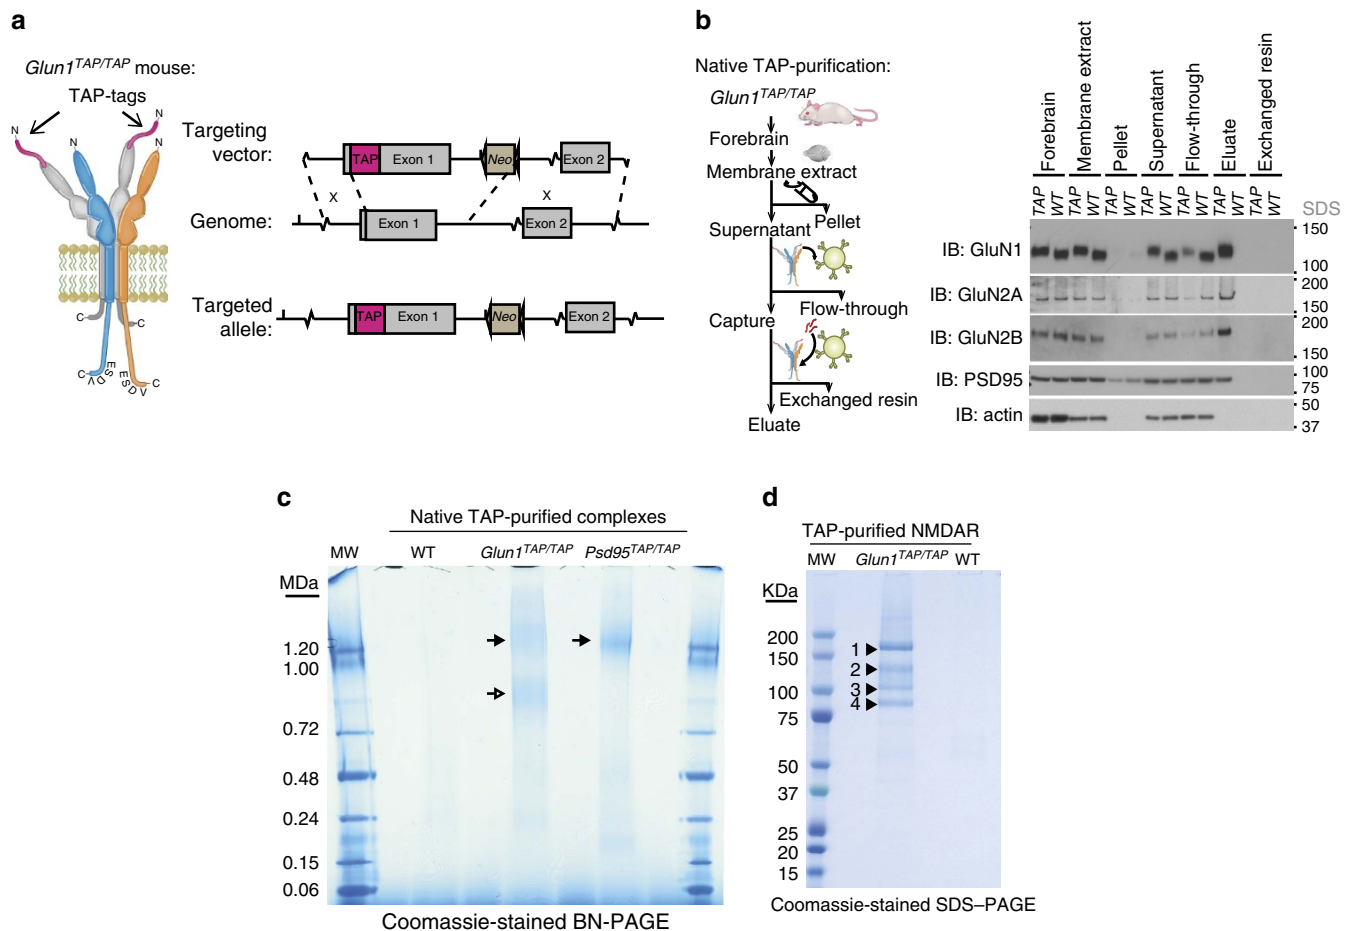 a
Glun1TAP/TAP mouse:
TAP-tags
N
N
N
N
C
C
C
VDSE
ESDV
C
Targeting vector:
TAP Exon 1 Neo Exon 2
X X
Genome:
Exon 1 Exon 2
Targeted allele:
TAP Exon 1 Neo Exon 2
b
Native TAP-purification:
Glun1TAP/TAP
Forebrain
Membrane extract
Pellet
Supernatant
Flow-through
Capture
Exchanged resin
Eluate
Forebrain Membrane extract Pellet Supernatant Flow-through Eluate Exchanged resin
TAP WT TAP WT TAP WT TAP WT TAP WT TAP WT TAP WT
SDS
IB: GluN1 150 100
IB: GluN2A 200 150
IB: GluN2B 200 150
IB: PSD95 100 75
IB: actin 50 37
c
Native TAP-purified complexes
MW WT Glun1TAP/TAP Psd95TAP/TAP
MDa
1.20
1.00
0.72
0.48
0.24
0.15
0.06
Coomassie-stained BN-PAGE
d
TAP-purified NMDAR
MW Glun1TAP/TAP WT
KDa
200
150
100
75
50
37
25
20
15
1
2
3
4
Coomassie-stained SDS–PAGE